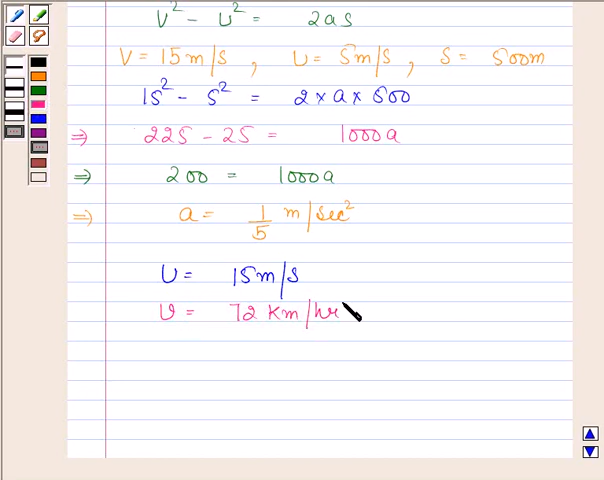 V² - U² = 2as
V = 15m/s, U = 5m/s, S = 500m
15² - 5² = 2 × a × 500
⇒ 225 - 25 = 1000a
⇒ 200 = 1000a
⇒ a = 1/5 m/sec²
U = 15m/s
V = 72 Km/hr